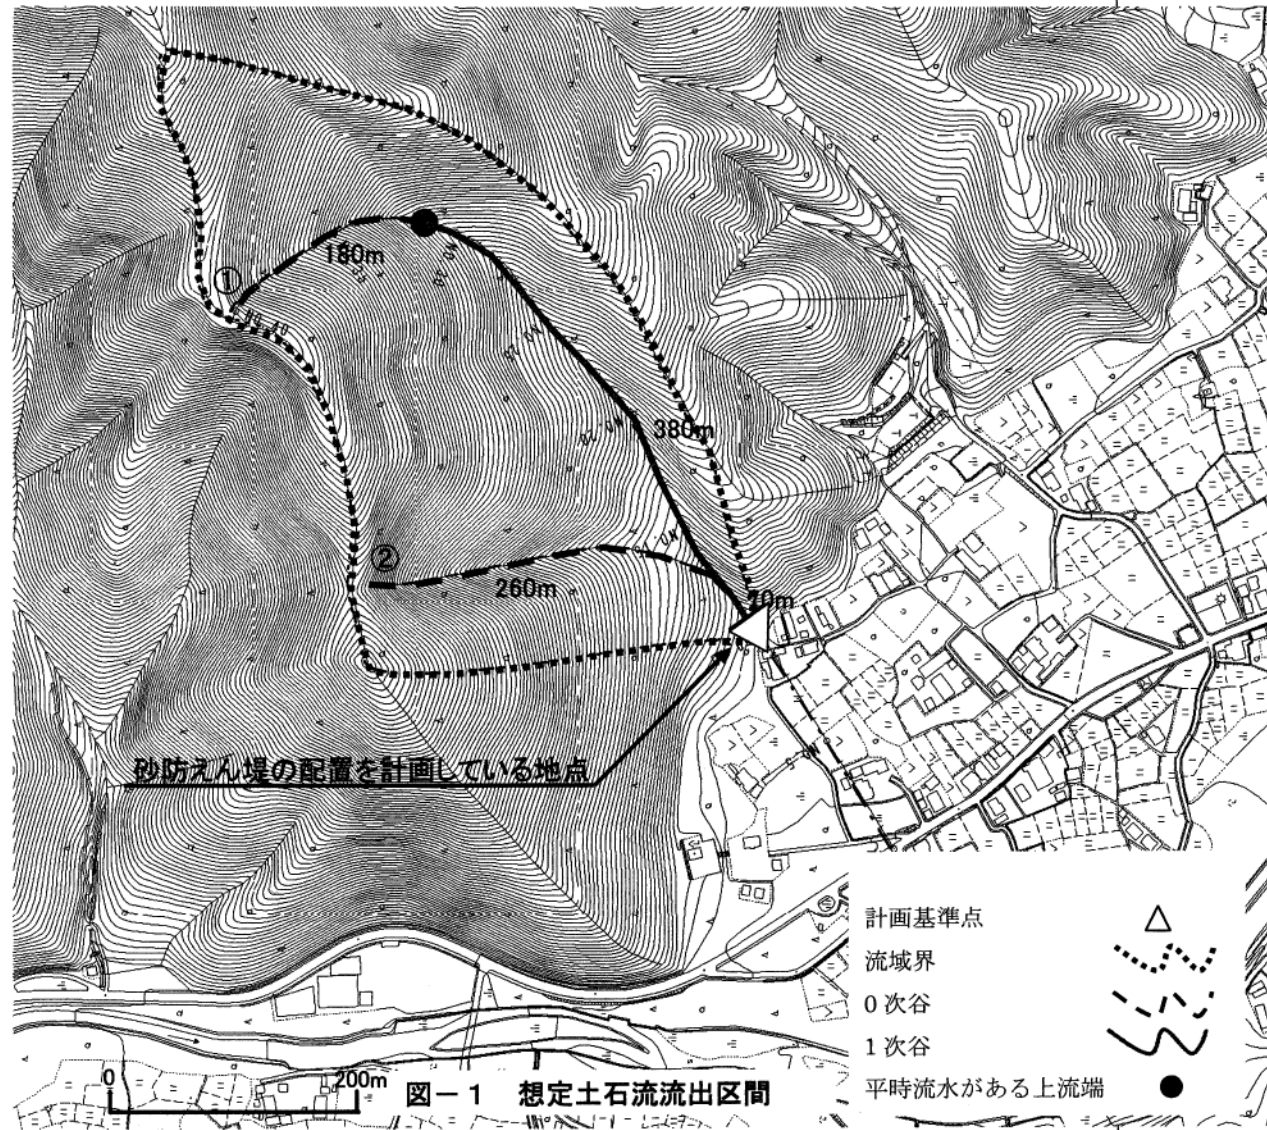 ①
180m
380m
②
260m
70m
砂防えん堤の配置を計画している地点
計画基準点
流域界
0次谷
1次谷
平時流水がある上流端
0
200m
図－1 想定土石流流出区間